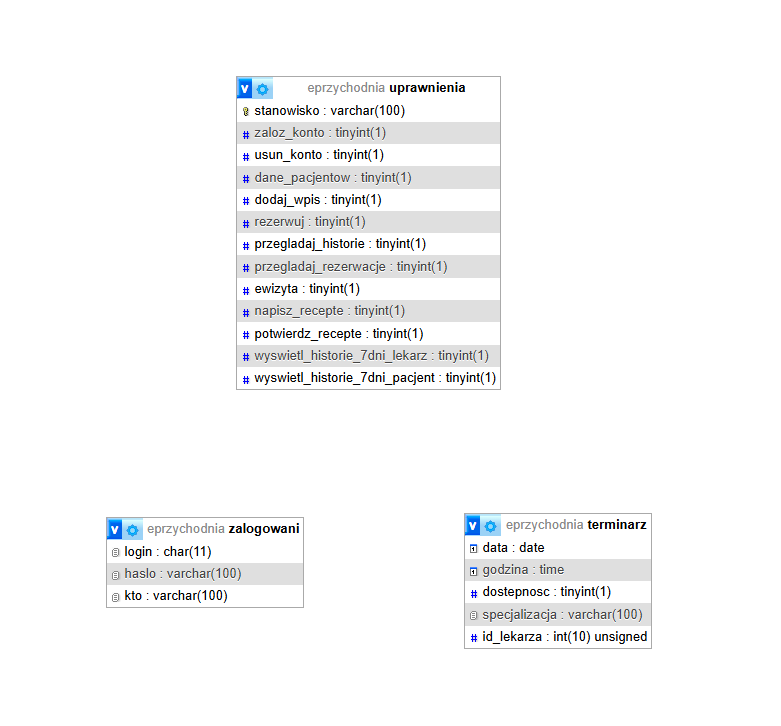 v eprzychodnia uprawnienia
stanowisko : varchar(100)
# zaloz_konto : tinyint(1)
# usun_konto : tinyint(1)
# dane_pacjentow : tinyint(1)
# dodaj_wpis : tinyint(1)
# rezerwuj : tinyint(1)
# przegladaj_historie : tinyint(1)
# przegladaj_rezerwacje : tinyint(1)
# ewizyta : tinyint(1)
# napisz_recepte : tinyint(1)
# potwierdz_recepte : tinyint(1)
# wyswietl_historie_7dni_lekarz : tinyint(1)
# wyswietl_historie_7dni_pacjent : tinyint(1)
v eprzychodnia zalogowani
login : char(11)
haslo : varchar(100)
kto : varchar(100)
v eprzychodnia terminarz
data : date
godzina : time
# dostepnosc : tinyint(1)
specjalizacja : varchar(100)
# id_lekarza : int(10) unsigned